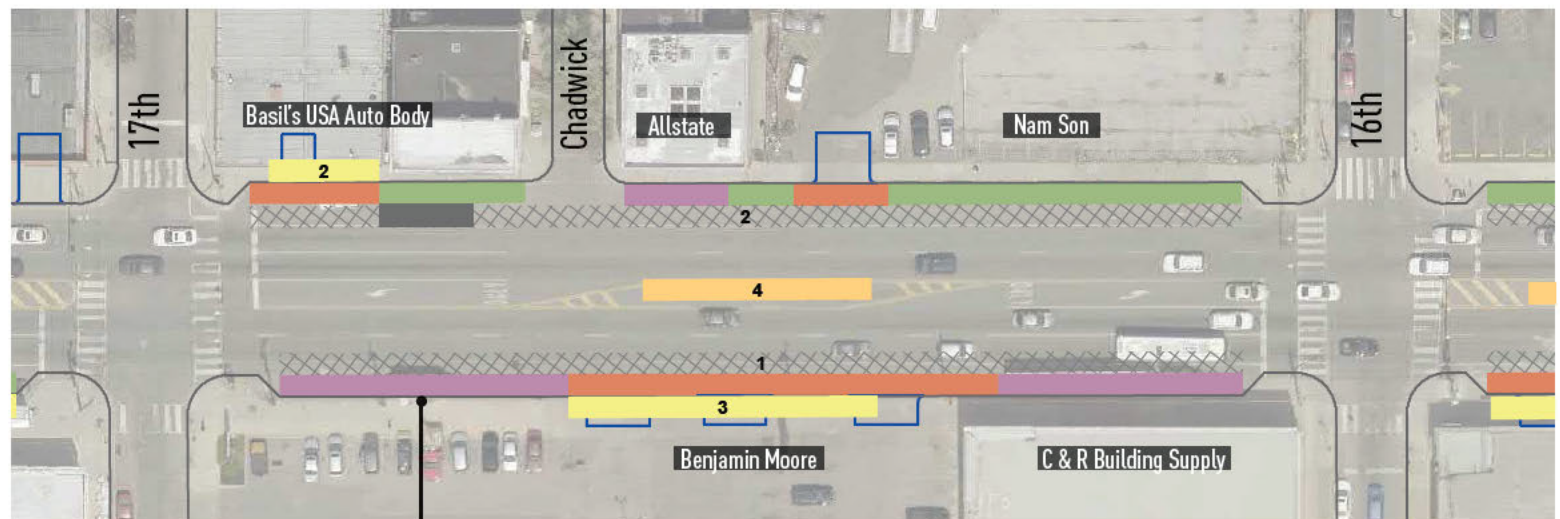 17th
Basil's USA Auto Body
2
Chadwick
Allstate
Nam Son
16th
2
4
1
3
Benjamin Moore
C & R Building Supply